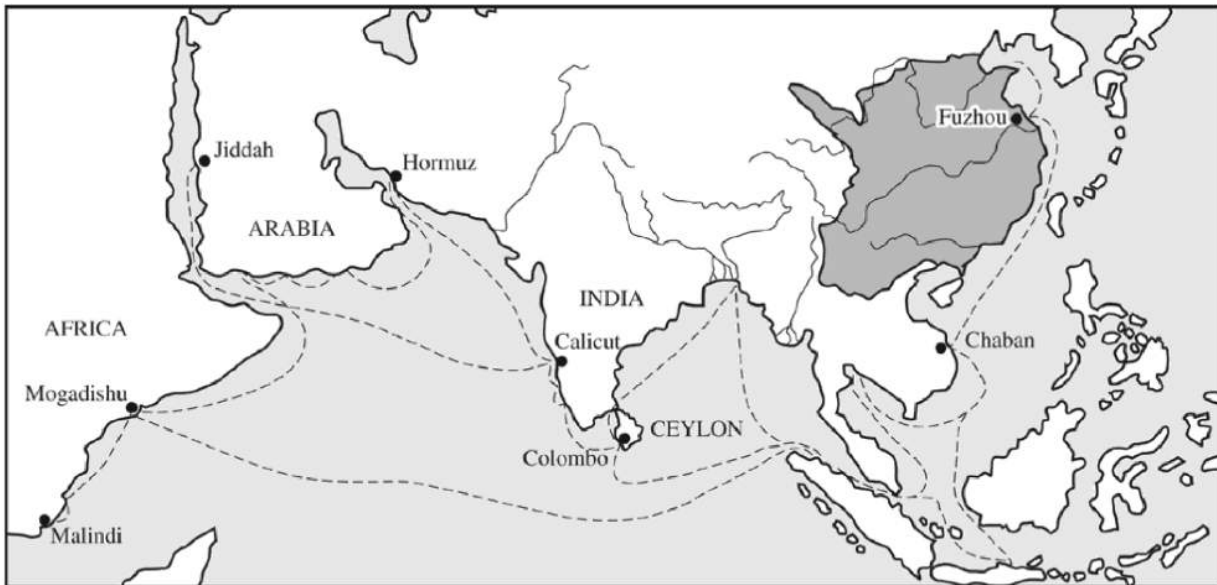 Fuzhou
Jiddah
Hormuz
ARABIA
INDIA
AFRICA
Calicut
Chaban
Mogadishu
CEYLON
Colombo
Malindi